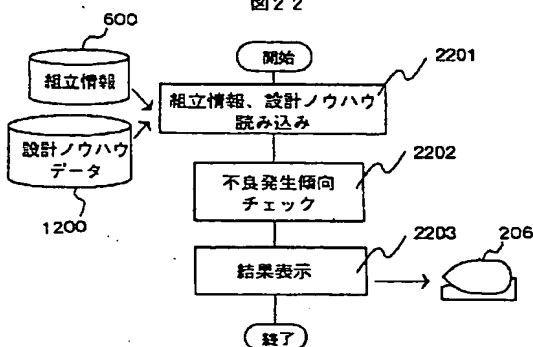 図22
600
開始
2201
組立情報
組立情報、設計ノウハウ
読み込み
設計ノウハウ
データ
2202
不良発生傾向
チェック
1200
2203
206
結果表示
終了